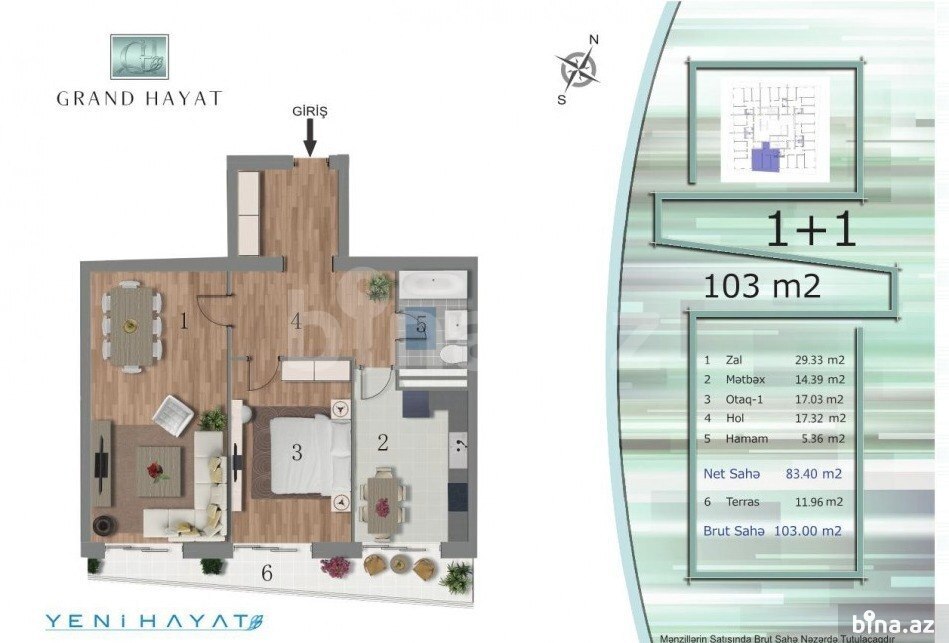 GRAND HAYAT
GİRİŞ
N
S
1
4
5
3
2
6
1+1
103 m2
1 Zal 29.33 m2
2 Mətbəx 14.39 m2
3 Otaq-1 17.03 m2
4 Hol 17.32 m2
5 Hamam 5.36 m2
Net Sahə 83.40 m2
6 Terras 11.96 m2
Brut Sahə 103.00 m2
YENİHAYAT
Mənzillərin Satışında Brut Sahə Nəzərdə Tutulacaqdır
bina.az